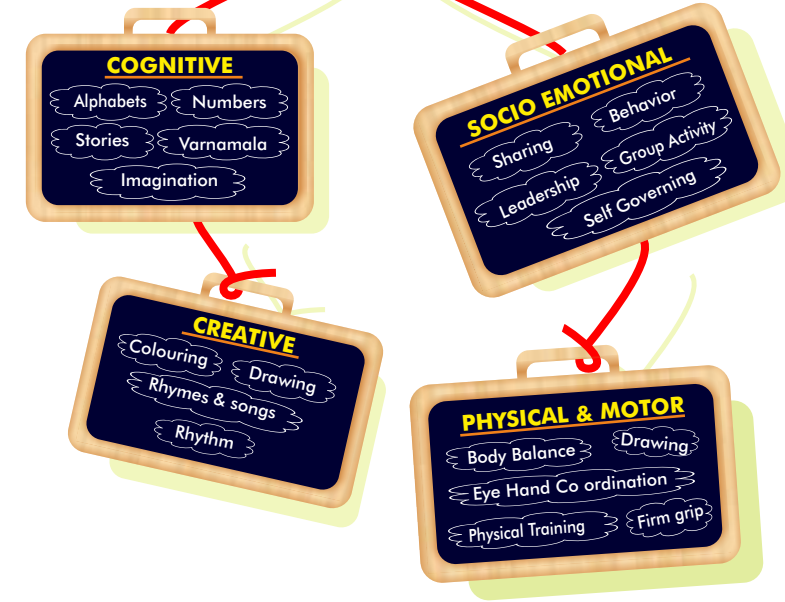 COGNITIVE
Alphabets
Numbers
Stories
Varnamala
Imagination
SOCIO EMOTIONAL
Sharing
Behavior
Leadership
Group Activity
Self Governing
CREATIVE
Colouring
Drawing
Rhymes & songs
Rhythm
PHYSICAL & MOTOR
Body Balance
Drawing
Eye Hand Co ordination
Physical Training
Firm grip